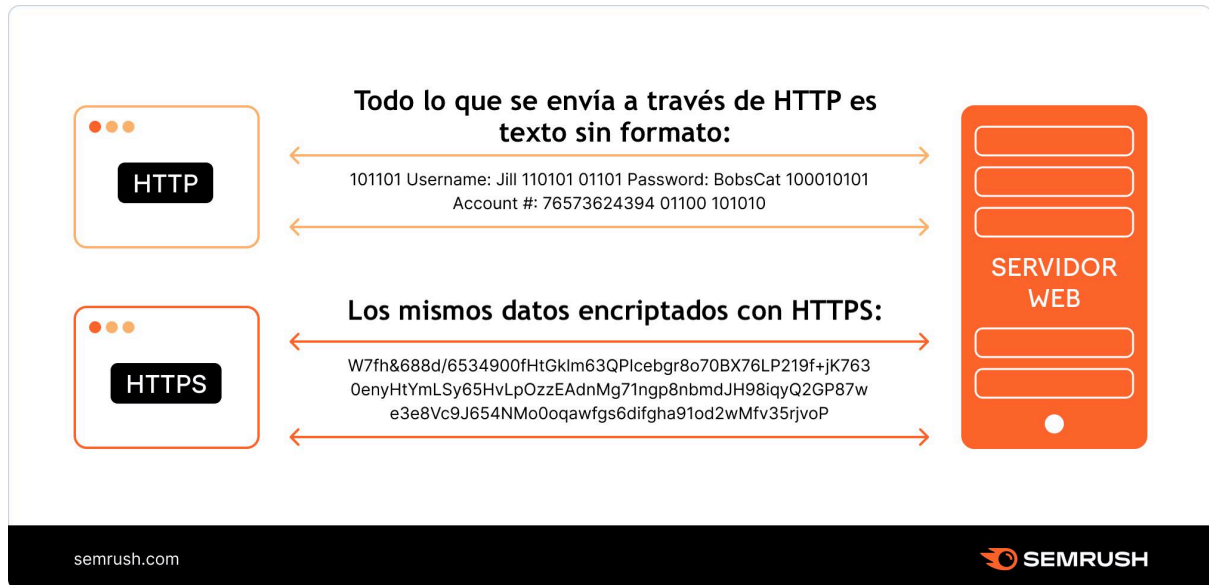 Todo lo que se envía a través de HTTP es
texto sin formato:
HTTP
101101 Username: Jill 110101 01101 Password: BobsCat 100010101
Account #: 76573624394 01100 101010
SERVIDOR
WEB
Los mismos datos encriptados con HTTPS:
HTTPS
W7fh&688d/6534900fHtGklm63QPlcebgr8o70BX76LP219f+jK763
0enyHtYmLSy65HvLpOzzEAdnMg71ngp8nbmdJH98iqyQ2GP87w
e3e8Vc9J654NMo0oqawfgs6difgha91od2wMfv35rjvoP
semrush.com
SEMRUSH